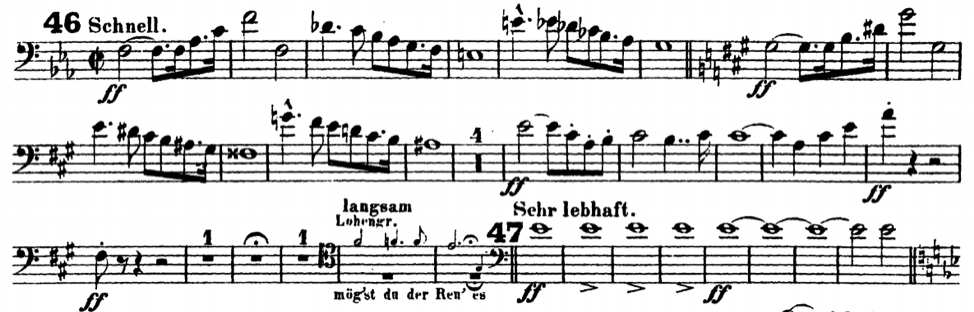 46 Schnell.
ff ff
1
ff ff
langsam
Lohengr.
47 Sehr lebhaft.
1 1
ff mög'st du der Reu' es ff ff